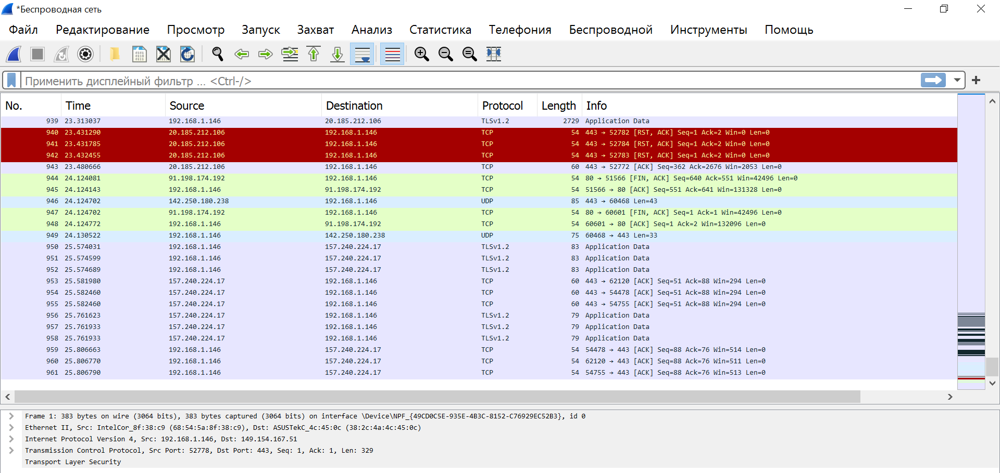 *Беспроводная сеть
Файл Редактирование Просмотр Запуск Захват Анализ Статистика Телефония Беспроводной Инструменты Помощь
Применить дисплейный фильтр ... <Ctrl-/>
No. Time Source Destination Protocol Length Info
939 23.313037 192.168.1.146 20.185.212.106 TLSv1.2 2729 Application Data
940 23.431290 20.185.212.106 192.168.1.146 TCP 54 443 → 52782 [RST, ACK] Seq=1 Ack=2 Win=0 Len=0
941 23.431785 20.185.212.106 192.168.1.146 TCP 54 443 → 52784 [RST, ACK] Seq=1 Ack=2 Win=0 Len=0
942 23.432455 20.185.212.106 192.168.1.146 TCP 54 443 → 52783 [RST, ACK] Seq=1 Ack=2 Win=0 Len=0
943 23.480666 20.185.212.106 192.168.1.146 TCP 60 443 → 52772 [ACK] Seq=362 Ack=2676 Win=2053 Len=0
944 24.124081 91.198.174.192 192.168.1.146 TCP 54 80 → 51566 [FIN, ACK] Seq=640 Ack=551 Win=42496 Len=0
945 24.124143 192.168.1.146 91.198.174.192 TCP 54 51566 → 80 [ACK] Seq=551 Ack=641 Win=131328 Len=0
946 24.124702 142.250.180.238 192.168.1.146 UDP 85 443 → 60468 Len=43
947 24.124702 91.198.174.192 192.168.1.146 TCP 54 80 → 60601 [FIN, ACK] Seq=1 Ack=1 Win=42496 Len=0
948 24.124772 192.168.1.146 91.198.174.192 TCP 54 60601 → 80 [ACK] Seq=1 Ack=2 Win=132096 Len=0
949 24.130522 192.168.1.146 142.250.180.238 UDP 75 60468 → 443 Len=33
950 25.574031 192.168.1.146 157.240.224.17 TLSv1.2 83 Application Data
951 25.574599 192.168.1.146 157.240.224.17 TLSv1.2 83 Application Data
952 25.574689 192.168.1.146 157.240.224.17 TLSv1.2 83 Application Data
953 25.581980 157.240.224.17 192.168.1.146 TCP 60 443 → 62120 [ACK] Seq=51 Ack=88 Win=294 Len=0
954 25.582460 157.240.224.17 192.168.1.146 TCP 60 443 → 54478 [ACK] Seq=51 Ack=88 Win=294 Len=0
955 25.582460 157.240.224.17 192.168.1.146 TCP 60 443 → 54755 [ACK] Seq=51 Ack=88 Win=294 Len=0
956 25.761623 157.240.224.17 192.168.1.146 TLSv1.2 79 Application Data
957 25.761933 157.240.224.17 192.168.1.146 TLSv1.2 79 Application Data
958 25.761933 157.240.224.17 192.168.1.146 TLSv1.2 79 Application Data
959 25.806663 192.168.1.146 157.240.224.17 TCP 54 54478 → 443 [ACK] Seq=88 Ack=76 Win=514 Len=0
960 25.806770 192.168.1.146 157.240.224.17 TCP 54 62120 → 443 [ACK] Seq=88 Ack=76 Win=511 Len=0
961 25.806790 192.168.1.146 157.240.224.17 TCP 54 54755 → 443 [ACK] Seq=88 Ack=76 Win=513 Len=0
Frame 1: 383 bytes on wire (3064 bits), 383 bytes captured (3064 bits) on interface \Device\NPF_{49CD0C5E-935E-4B3C-8152-C76929EC52B3}, id 0
Ethernet II, Src: IntelCor_8f:38:c9 (68:54:5a:8f:38:c9), Dst: ASUSTekC_4c:45:0c (38:2c:4a:4c:45:0c)
Internet Protocol Version 4, Src: 192.168.1.146, Dst: 149.154.167.51
Transmission Control Protocol, Src Port: 52778, Dst Port: 443, Seq: 1, Ack: 1, Len: 329
Transport Layer Security